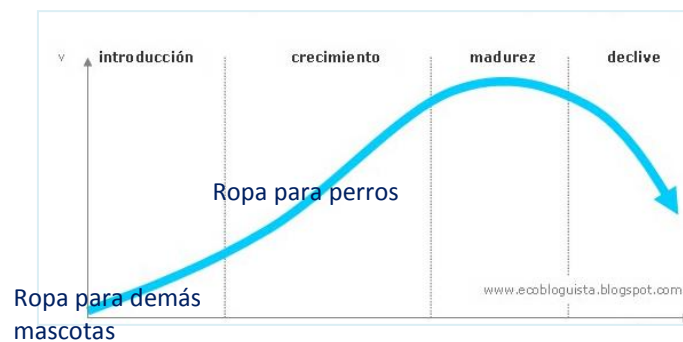 v introducción crecimiento madurez declive
Ropa para perros
www.ecobloguista.blogspot.com
Ropa para demás
mascotas